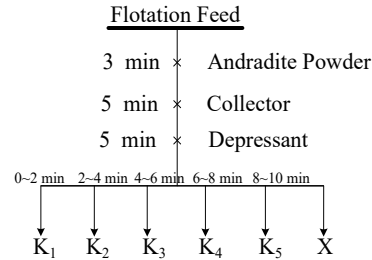 Flotation Feed
3 min × Andradite Powder
5 min × Collector
5 min × Depressant
0~2 min 2~4 min 4~6 min 6~8 min 8~10 min
K₁ K₂ K₃ K₄ K₅ X